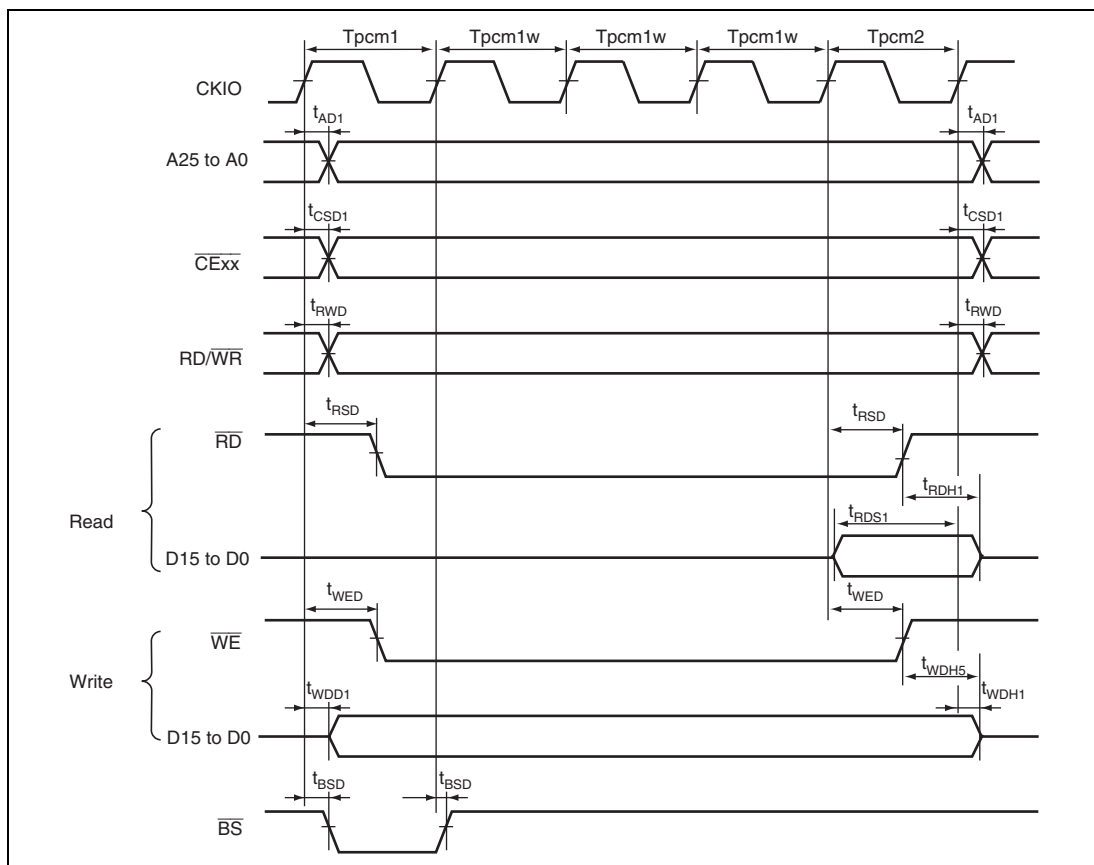 Tpcm1 Tpcm1w Tpcm1w Tpcm1w Tpcm2
CKIO
tAD1 tAD1
A25 to A0
tCSD1 tCSD1
CExx
tRWD tRWD
RD/WR
tRSD tRSD
RD
tRDH1
Read
tRDS1
D15 to D0
tWED tWED
WE
tWDH5
Write
tWDD1 tWDH1
D15 to D0
tBSD tBSD
BS